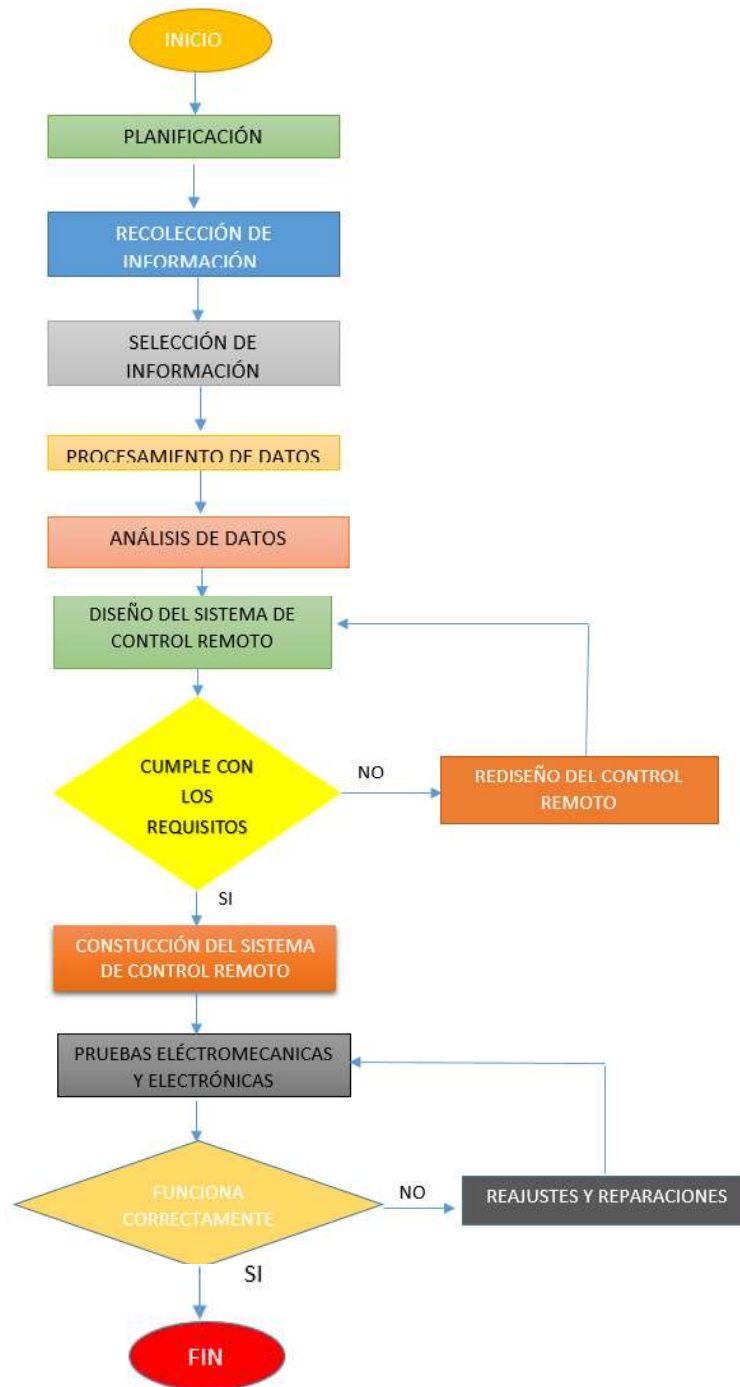 INICIO
PLANIFICACIÓN
RECOLECCIÓN DE
INFORMACIÓN
SELECCIÓN DE
INFORMACIÓN
PROCESAMIENTO DE DATOS
ANÁLISIS DE DATOS
DISEÑO DEL SISTEMA DE
CONTROL REMOTO
CUMPLE CON
LOS
REQUISITOS
NO
REDISEÑO DEL CONTROL
REMOTO
SI
CONSTUCCIÓN DEL SISTEMA
DE CONTROL REMOTO
PRUEBAS ELÉCTROMECANICAS
Y ELECTRÓNICAS
FUNCIONA
CORRECTAMENTE
NO
REAJUSTES Y REPARACIONES
SI
FIN